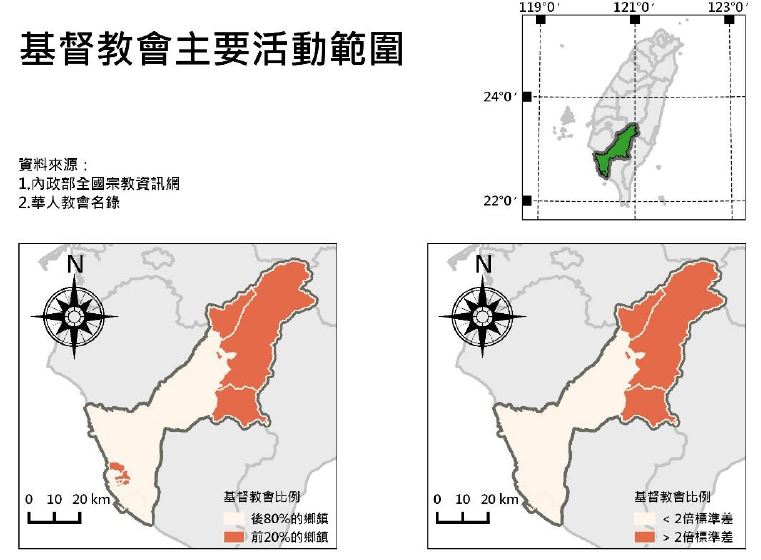 119°0′ 121°0′ 123°0′
基督教會主要活動範圍
24°0′
資料來源：
1.內政部全國宗教資訊網
2.華人教會名錄
22°0′
N
0 10 20 km
基督教會比例
後80%的鄉鎮
前20%的鄉鎮
N
0 10 20 km
基督教會比例
< 2倍標準差
> 2倍標準差